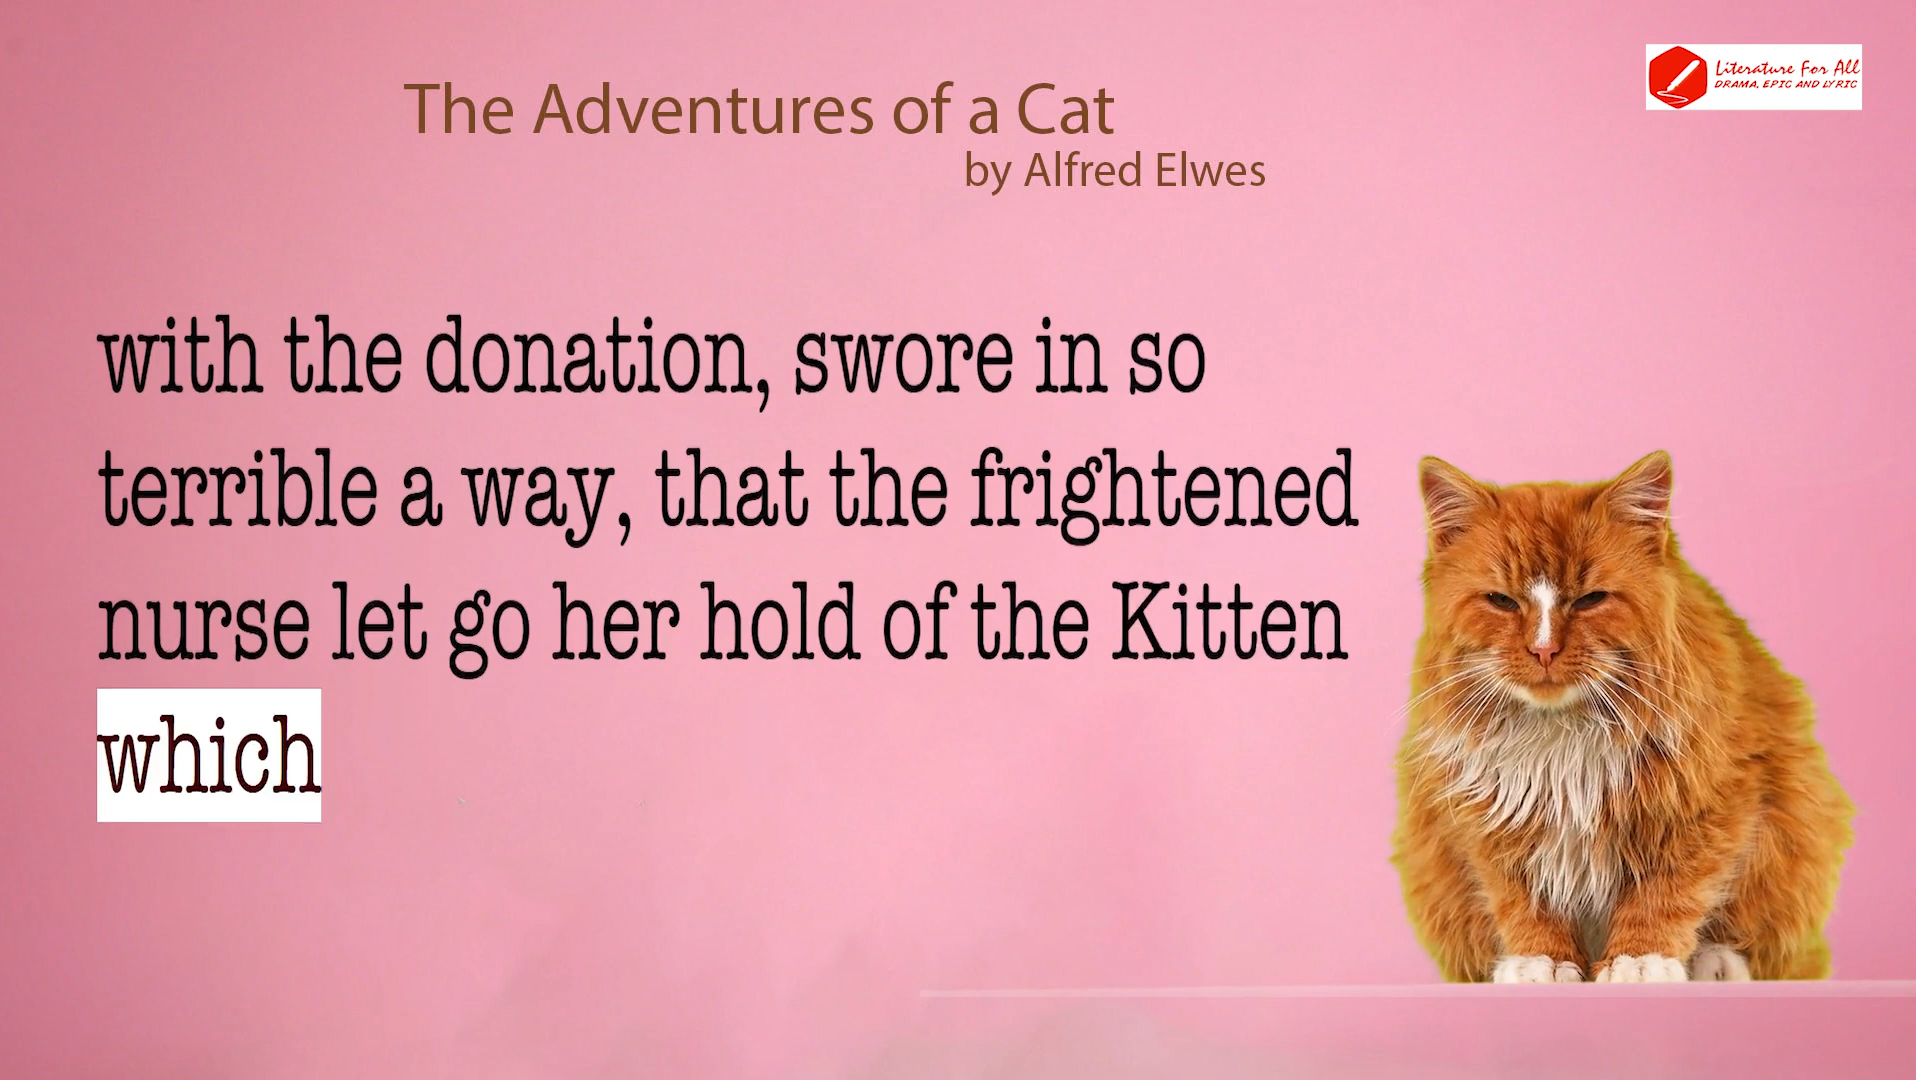 The Adventures of a Cat
by Alfred Elwes
Literature For All
DRAMA, EPIC AND LYRIC
with the donation, swore in so
terrible a way, that the frightened
nurse let go her hold of the Kitten
which